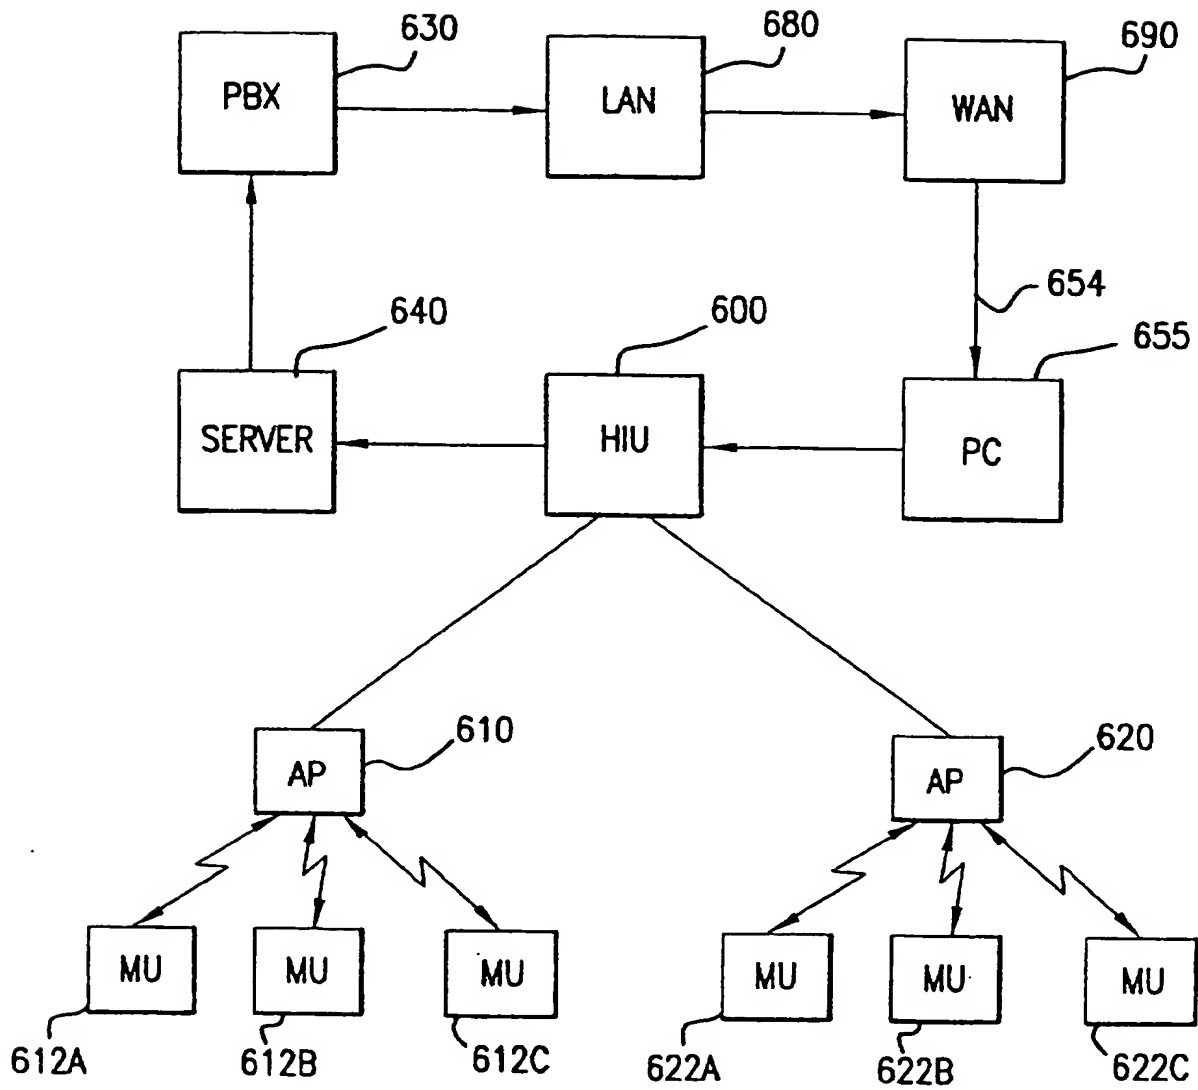 630
680
690
PBX
LAN
WAN
654
640
600
655
SERVER
HIU
PC
610
620
AP
AP
MU
MU
MU
MU
MU
MU
612A
612B
612C
622A
622B
622C